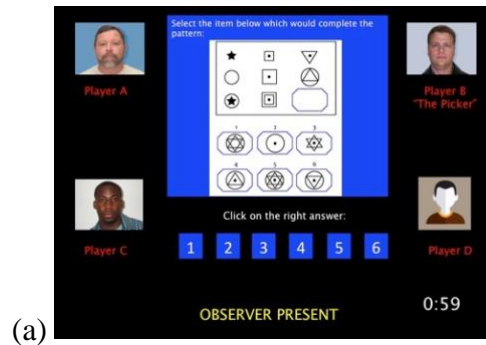 Select the item below which would complete the
pattern:
1 2 3
4 5 6
Player A
Player B
"The Picker"
Player C
Player D
Click on the right answer:
1 2 3 4 5 6
OBSERVER PRESENT
0:59
(a)